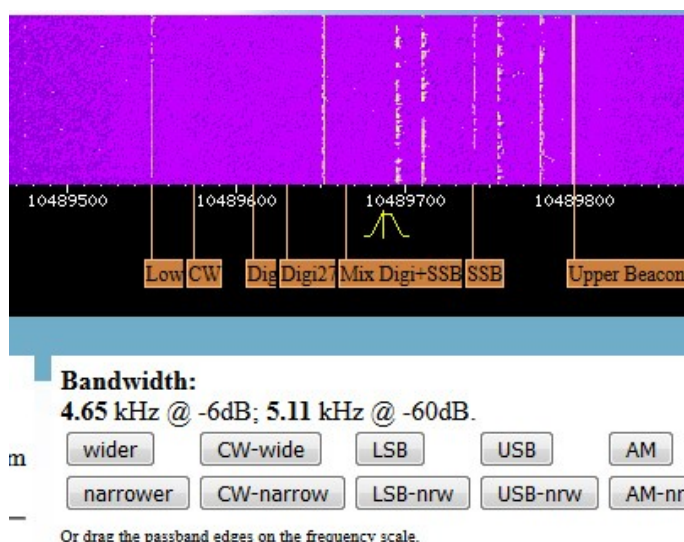 10489500 10489600 10489700 10489800
Low CW Dig Digi27 Mix Digi+SSB SSB Upper Beacon
Bandwidth:
4.65 kHz @ -6dB; 5.11 kHz @ -60dB.
wider CW-wide LSB USB AM
m
narrower CW-narrow LSB-nrw USB-nrw AM-nr
Or drag the passband edges on the frequency scale.